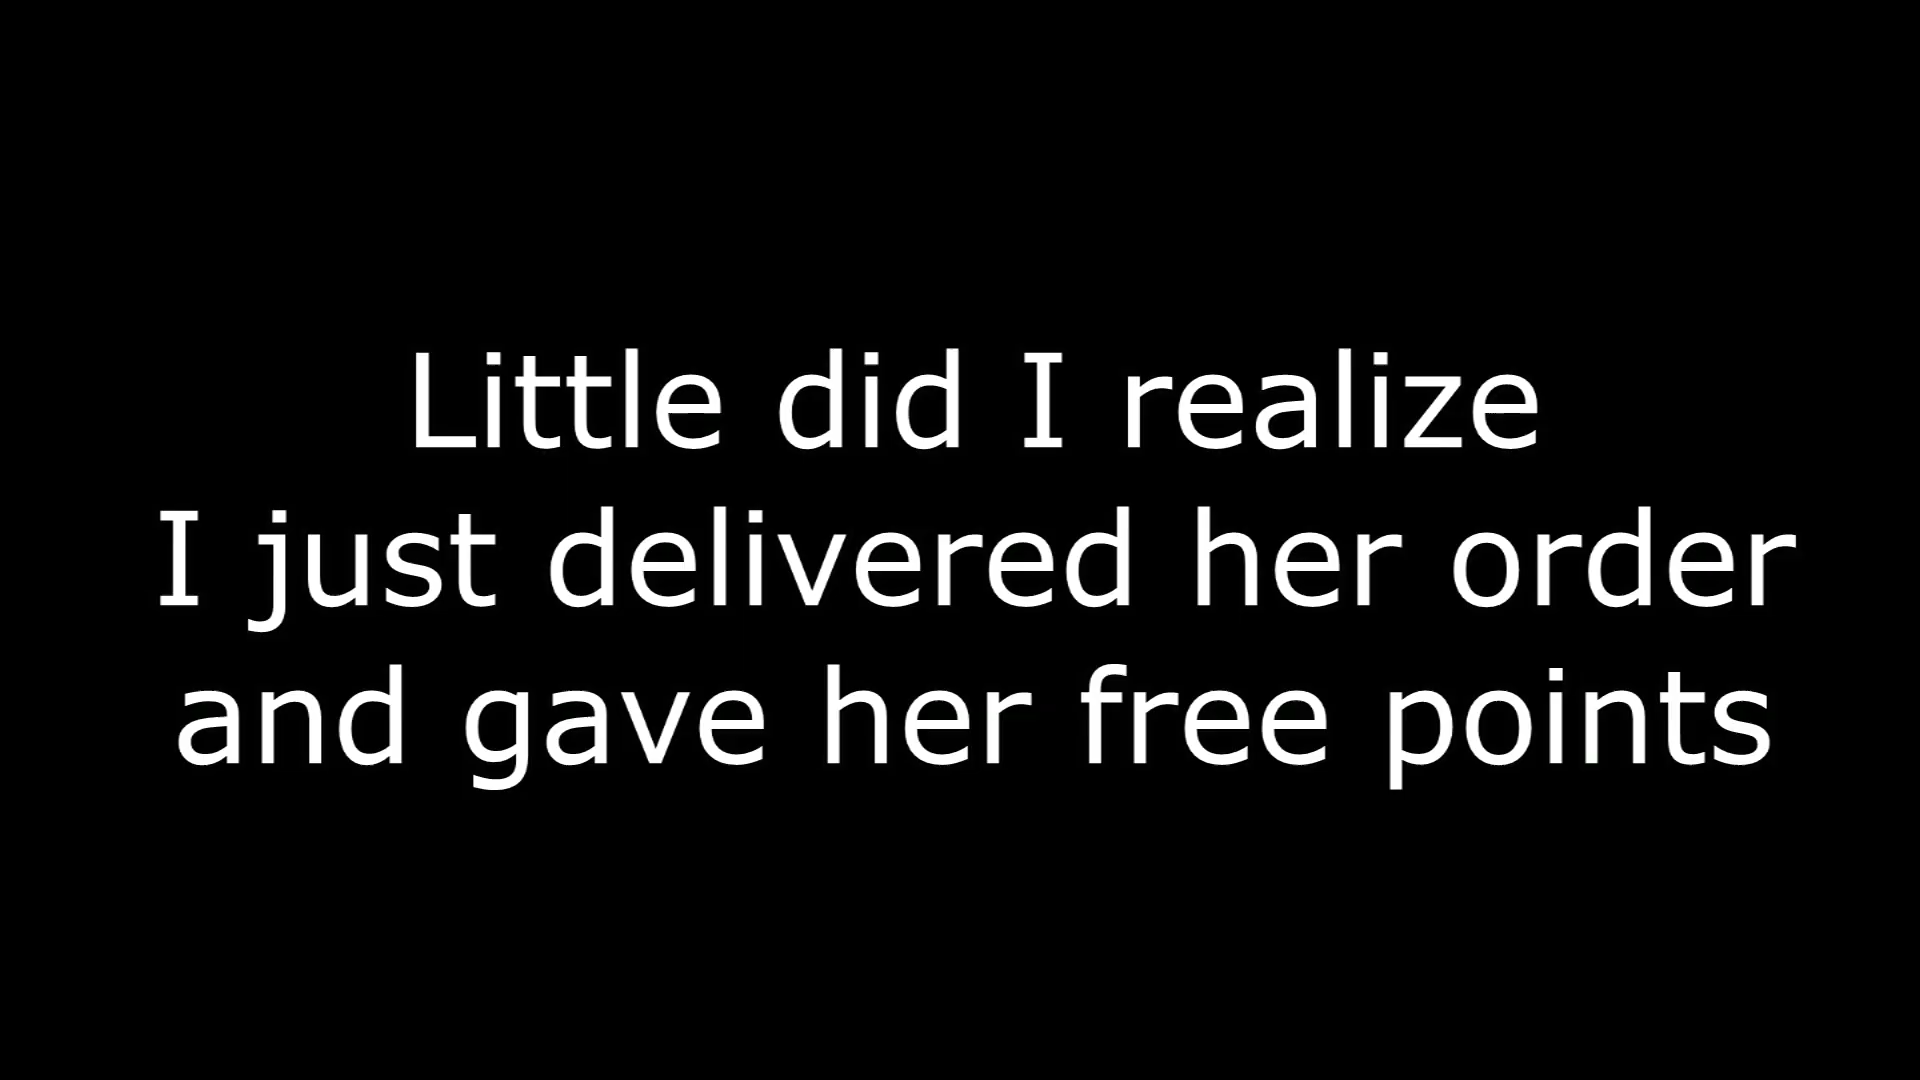 Little did I realize
I just delivered her order
and gave her free points